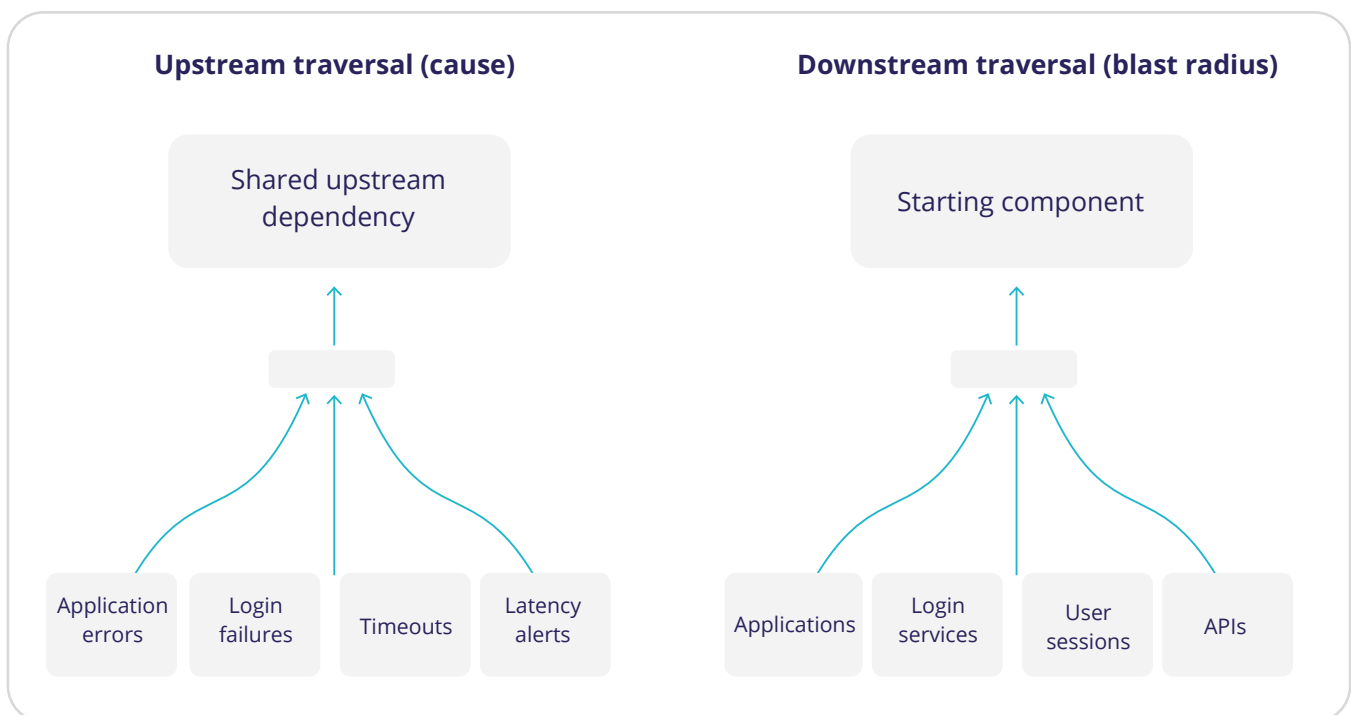 Upstream traversal (cause)
Shared upstream
dependency
Application
errors
Login
failures
Timeouts
Latency
alerts
Downstream traversal (blast radius)
Starting component
Applications
Login
services
User
sessions
APIs